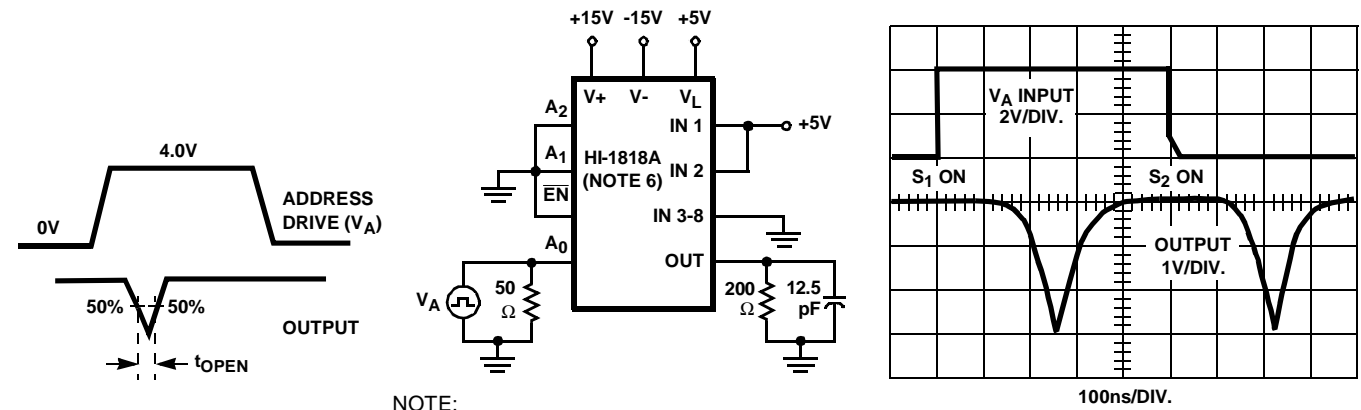 0V
4.0V
ADDRESS
DRIVE (VA)
50%
50%
OUTPUT
tOPEN
+15V -15V +5V
V+ V- VL
A2
A1
EN
A0
HI-1818A
(NOTE 6)
IN 1
IN 2
IN 3-8
OUT
+5V
VA
50
Ω
200
Ω
12.5
pF
NOTE:
VA INPUT
2V/DIV.
S1 ON
S2 ON
OUTPUT
1V/DIV.
100ns/DIV.